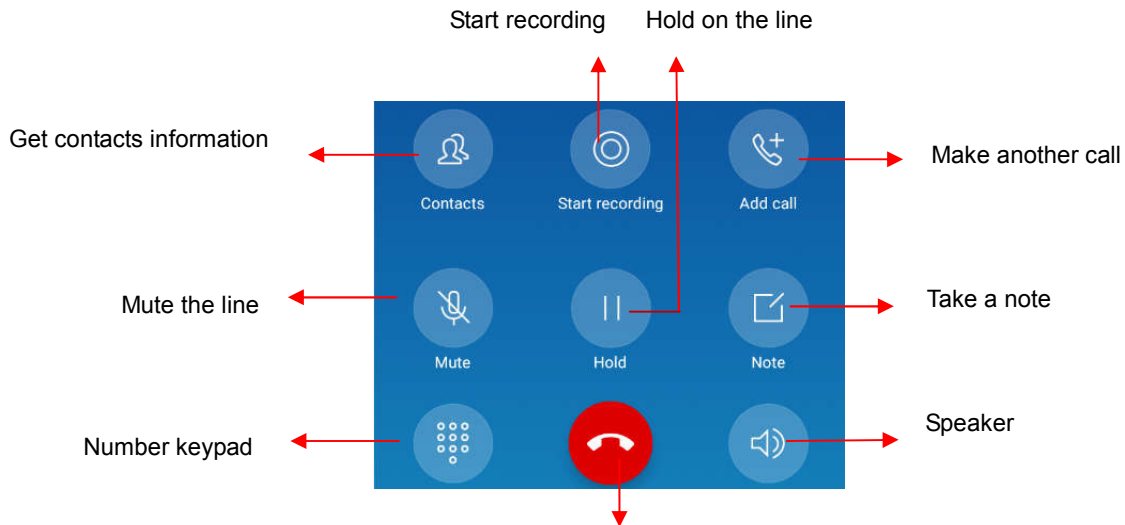 Start recording
Hold on the line
Get contacts information
Make another call
Contacts
Start recording
Add call
Mute the line
Take a note
Mute
Hold
Note
Number keypad
Speaker